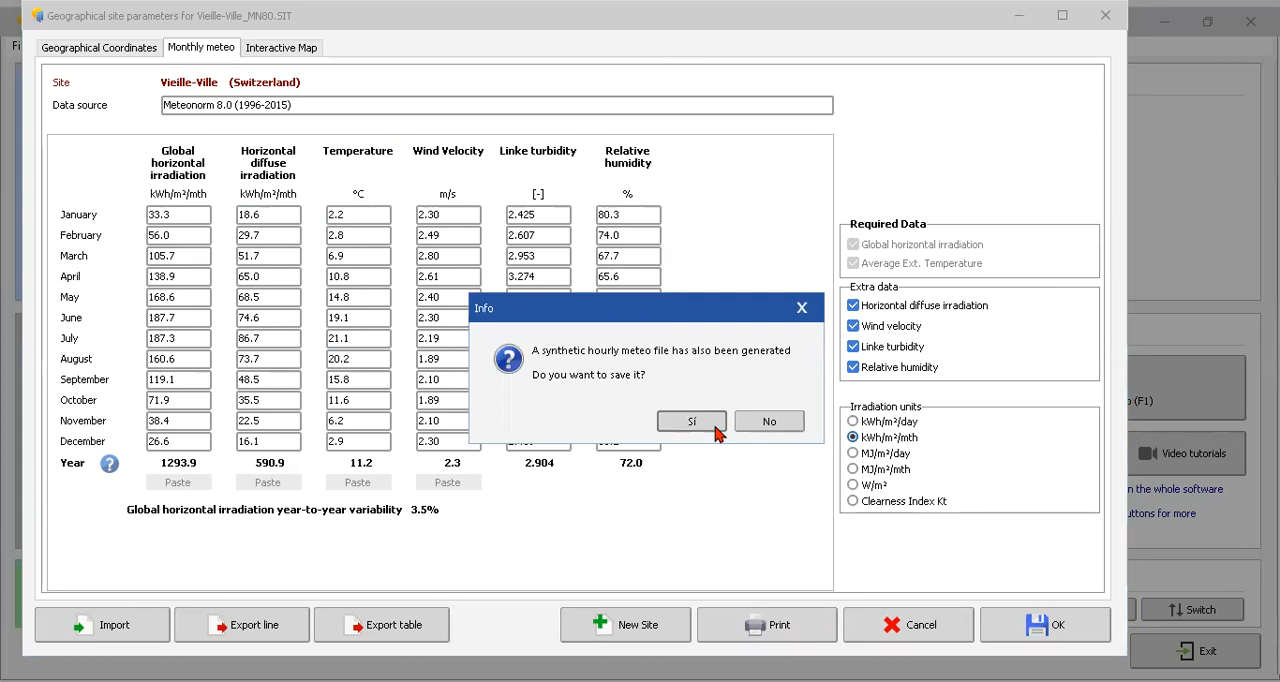 Geographical site parameters for Vieille-Ville_MN80.SIT
Fi
Geographical Coordinates Monthly meteo Interactive Map
Site Vieille-Ville (Switzerland)
Data source Meteonorm 8.0 (1996-2015)
Global horizontal irradiation Horizontal diffuse irradiation Temperature Wind Velocity Linke turbidity Relative humidity
kWh/m²/mth kWh/m²/mth °C m/s [-] %
January 33.3 18.6 2.2 2.30 2.425 80.3
February 56.0 29.7 2.8 2.49 2.607 74.0
March 105.7 51.7 6.9 2.80 2.953 67.7
April 138.9 65.0 10.8 2.61 3.274 65.6
May 168.6 68.5 14.8 2.40
June 187.7 74.6 19.1 2.30
July 187.3 86.7 21.1 2.19
August 160.6 73.7 20.2 1.89
September 119.1 48.5 15.8 2.10
October 71.9 35.5 11.6 1.89
November 38.4 22.5 6.2 2.10
December 26.6 16.1 2.9 2.30
Year 1293.9 590.9 11.2 2.3 2.904 72.0
Paste Paste Paste Paste
Global horizontal irradiation year-to-year variability 3.5%
Info X
A synthetic hourly meteo file has also been generated
Do you want to save it?
Sí No
Required Data
Global horizontal irradiation
Average Ext. Temperature
Extra data
Horizontal diffuse irradiation
Wind velocity
Linke turbidity
Relative humidity
Irradiation units
kWh/m²/day
kWh/m²/mth
MJ/m²/day
MJ/m²/mth
W/m²
Clearness Index Kt
(F1)
Video tutorials
n the whole software
uttons for more
Switch
Exit
Import Export line Export table New Site Print Cancel OK